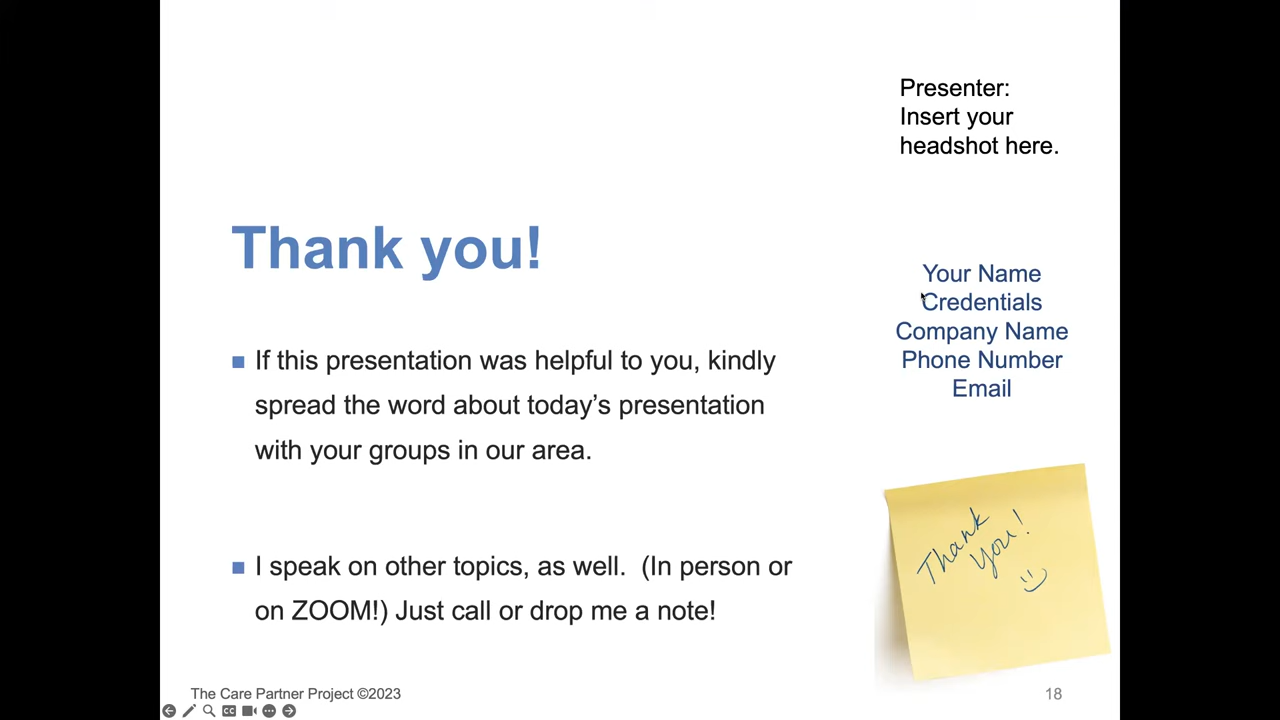 Presenter:
Insert your
headshot here.
Thank you!
Your Name
Credentials
Company Name
Phone Number
Email
■ If this presentation was helpful to you, kindly
spread the word about today’s presentation
with your groups in our area.
■ I speak on other topics, as well.  (In person or
on ZOOM!) Just call or drop me a note!
Thank
You!
The Care Partner Project ©2023
18
CC